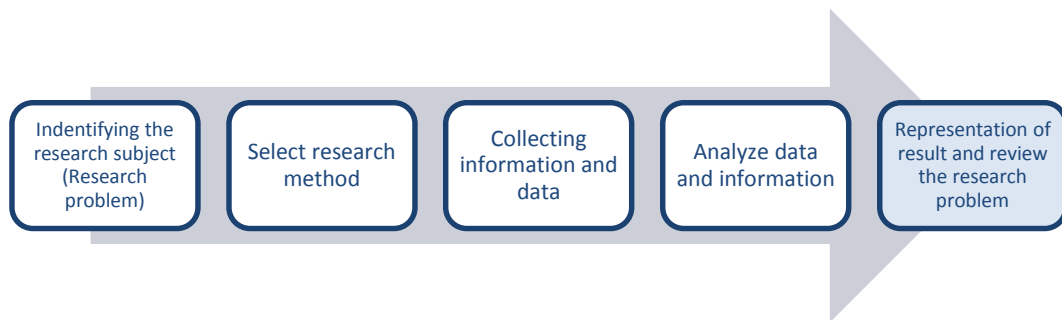 Indentifying the
research subject
(Research
problem)
Select research
method
Collecting
information and
data
Analyze data
and information
Representation of
result and review
the research
problem